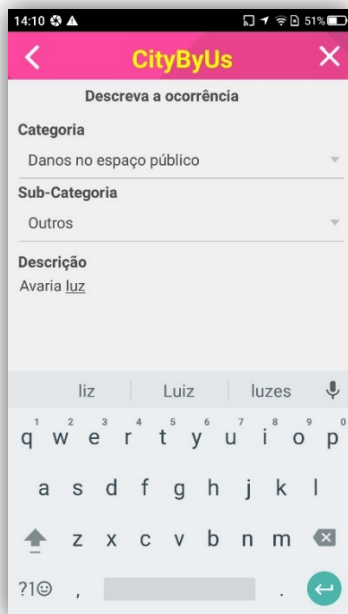 14:10 51%
CityByUs
Descreva a ocorrência
Categoria
Danos no espaço público
Sub-Categoria
Outros
Descrição
Avaria luz
liz Luiz luzes
1 2 3 4 5 6 7 8 9 0
q w e r t y u i o p
a s d f g h j k l
z x c v b n m
?1☺ , .